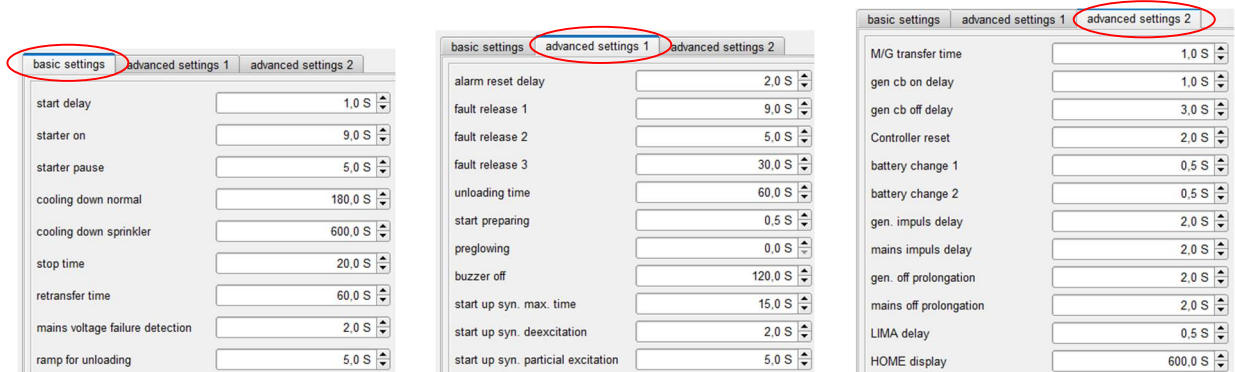 basic settings advanced settings 1 advanced settings 2
start delay 1,0 S
starter on 9,0 S
starter pause 5,0 S
cooling down normal 180,0 S
cooling down sprinkler 600,0 S
stop time 20,0 S
retransfer time 60,0 S
mains voltage failure detection 2,0 S
ramp for unloading 5,0 S
basic settings advanced settings 1 advanced settings 2
alarm reset delay 2,0 S
fault release 1 9,0 S
fault release 2 5,0 S
fault release 3 30,0 S
unloading time 60,0 S
start preparing 0,5 S
preglowing 0,0 S
buzzer off 120,0 S
start up syn. max. time 15,0 S
start up syn. deexcitation 2,0 S
start up syn. particial excitation 5,0 S
basic settings advanced settings 1 advanced settings 2
M/G transfer time 1,0 S
gen cb on delay 1,0 S
gen cb off delay 3,0 S
Controller reset 2,0 S
battery change 1 0,5 S
battery change 2 0,5 S
gen. impuls delay 2,0 S
mains impuls delay 2,0 S
gen. off prolongation 2,0 S
mains off prolongation 2,0 S
LIMA delay 0,5 S
HOME display 600,0 S